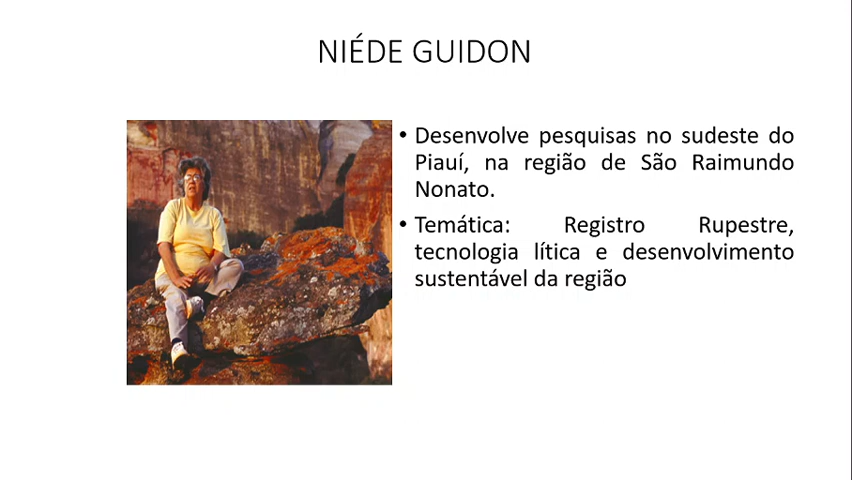 NIÉDE GUIDON
• Desenvolve pesquisas no sudeste do
Piauí, na região de São Raimundo
Nonato.
• Temática: Registro Rupestre,
tecnologia lítica e desenvolvimento
sustentável da região